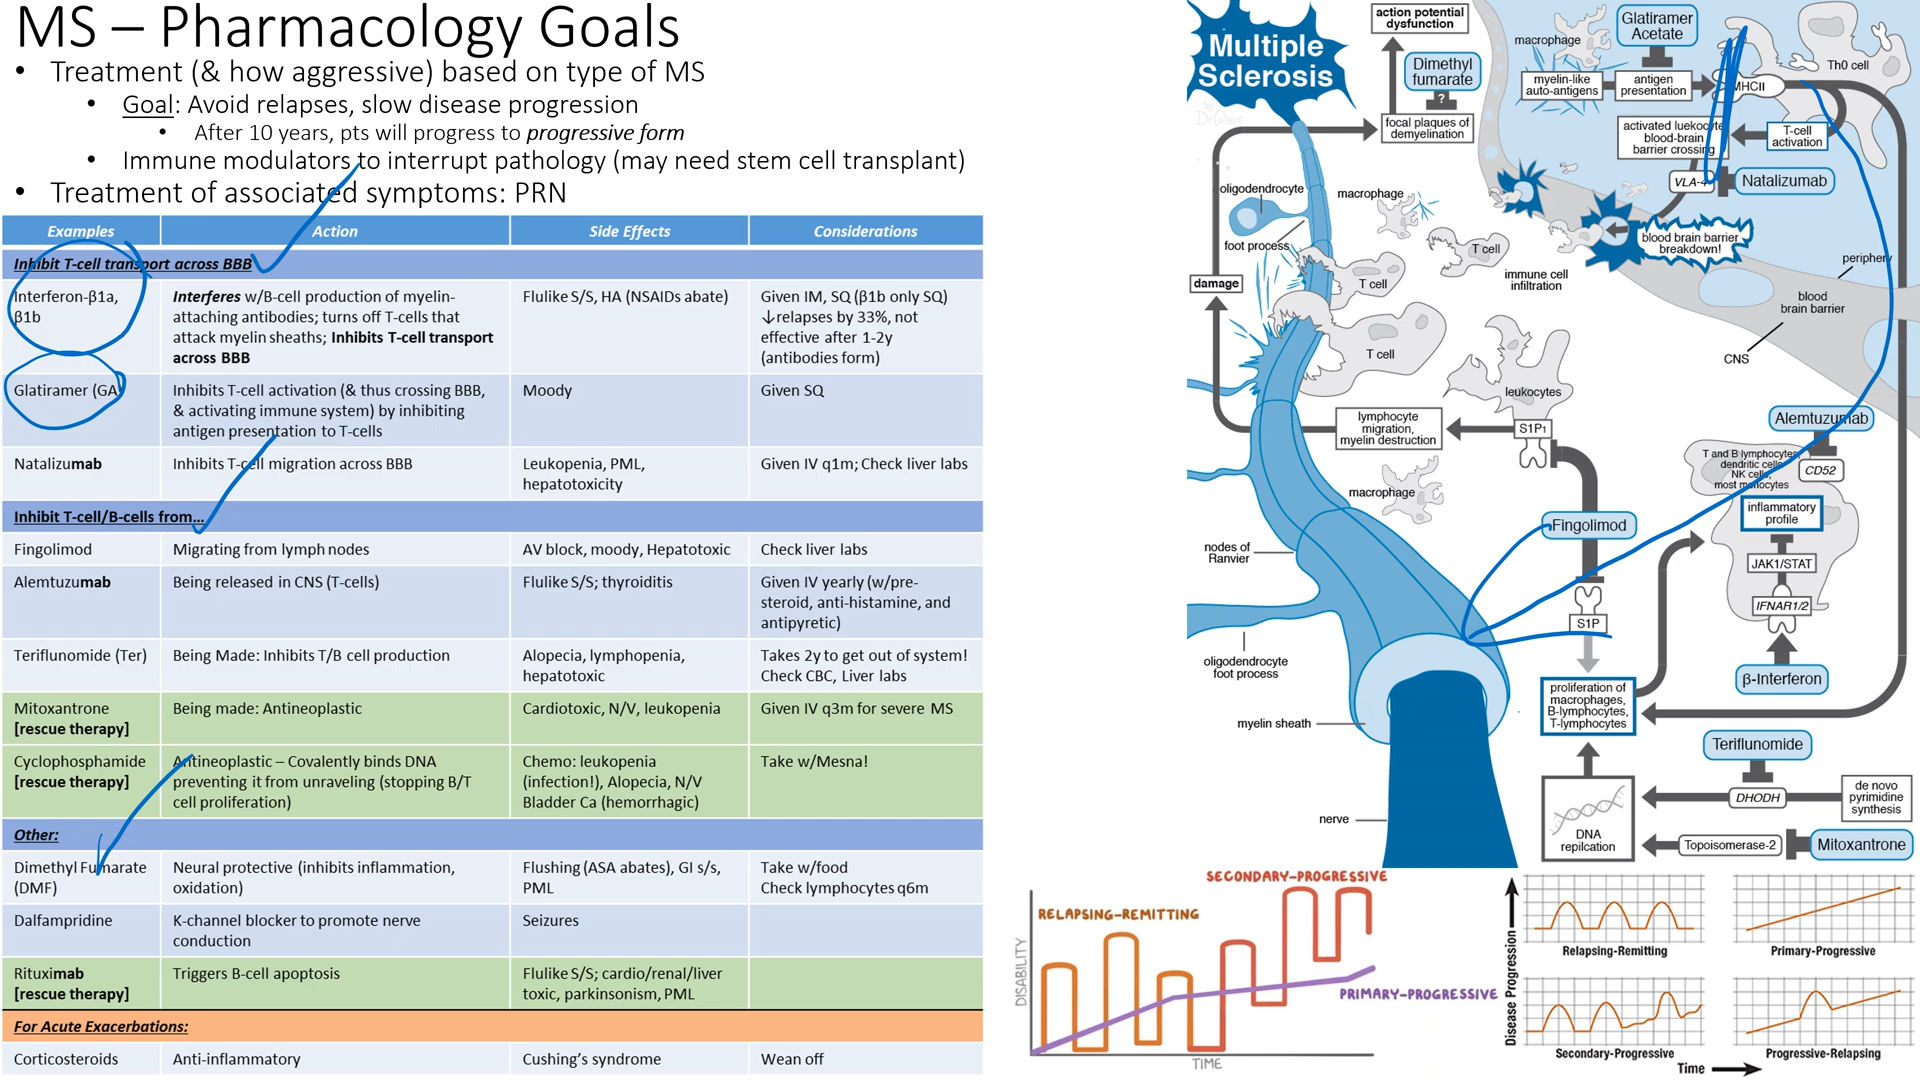 MS – Pharmacology Goals
• Treatment (& how aggressive) based on type of MS
• Goal: Avoid relapses, slow disease progression
• After 10 years, pts will progress to progressive form
• Immune modulators to interrupt pathology (may need stem cell transplant)
• Treatment of associated symptoms: PRN
Examples Action Side Effects Considerations
Inhibit T-cell transport across BBB
Interferon-β1a,
β1b
Interferes w/B-cell production of myelin-
attaching antibodies; turns off T-cells that
attack myelin sheaths; Inhibits T-cell transport
across BBB
Flulike S/S, HA (NSAIDs abate)
Given IM, SQ (β1b only SQ)
↓relapses by 33%, not
effective after 1-2y
(antibodies form)
Glatiramer (GA)
Inhibits T-cell activation (& thus crossing BBB,
& activating immune system) by inhibiting
antigen presentation to T-cells
Moody
Given SQ
Natalizumab
Inhibits T-cell migration across BBB
Leukopenia, PML,
hepatotoxicity
Given IV q1m; Check liver labs
Inhibit T-cell/B-cells from...
Fingolimod
Migrating from lymph nodes
AV block, moody, Hepatotoxic
Check liver labs
Alemtuzumab
Being released in CNS (T-cells)
Flulike S/S; thyroiditis
Given IV yearly (w/pre-
steroid, anti-histamine, and
antipyretic)
Teriflunomide (Ter)
Being Made: Inhibits T/B cell production
Alopecia, lymphopenia,
hepatotoxic
Takes 2y to get out of system!
Check CBC, Liver labs
Mitoxantrone
[rescue therapy]
Being made: Antineoplastic
Cardiotoxic, N/V, leukopenia
Given IV q3m for severe MS
Cyclophosphamide
[rescue therapy]
Antineoplastic – Covalently binds DNA
preventing it from unraveling (stopping B/T
cell proliferation)
Chemo: leukopenia
(infection!), Alopecia, N/V
Bladder Ca (hemorrhagic)
Take w/Mesna!
Other:
Dimethyl Fumarate
(DMF)
Neural protective (inhibits inflammation,
oxidation)
Flushing (ASA abates), GI s/s,
PML
Take w/food
Check lymphocytes q6m
Dalfampridine
K-channel blocker to promote nerve
conduction
Seizures
Rituximab
[rescue therapy]
Triggers B-cell apoptosis
Flulike S/S; cardio/renal/liver
toxic, parkinsonism, PML
For Acute Exacerbations:
Corticosteroids
Anti-inflammatory
Cushing's syndrome
Wean off
Multiple
Sclerosis
action potential
dysfunction
Dimethyl
fumarate
?
focal plaques of
demyelination
macrophage
Glatiramer
Acetate
myelin-like
auto-antigens
antigen
presentation
MHCII
Th0 cell
activated luekocyte
blood-brain
barrier crossing
T-cell
activation
VLA-4
Natalizumab
blood brain barrier
breakdown!
periphery
blood
brain barrier
CNS
oligodendrocyte
foot process
macrophage
T cell
T cell
T cell
immune cell
infiltration
damage
leukocytes
lymphocyte
migration,
myelin destruction
S1P1
macrophage
Alemtuzumab
T and B lymphocytes,
dendritic cells
NK cells,
most monocytes
CD52
inflammatory
profile
JAK1/STAT
IFNAR1/2
β-Interferon
Fingolimod
S1P
nodes of
Ranvier
oligodendrocyte
foot process
myelin sheath
nerve
proliferation of
macrophages,
B-lymphocytes,
T-lymphocytes
Teriflunomide
DHODH
de novo
pyrimidine
synthesis
DNA
repilcation
Topoisomerase-2
Mitoxantrone
SECONDARY-PROGRESSIVE
RELAPSING-REMITTING
PRIMARY-PROGRESSIVE
DISABILITY
TIME
Disease Progression
Relapsing-Remitting
Primary-Progressive
Secondary-Progressive
Progressive-Relapsing
Time